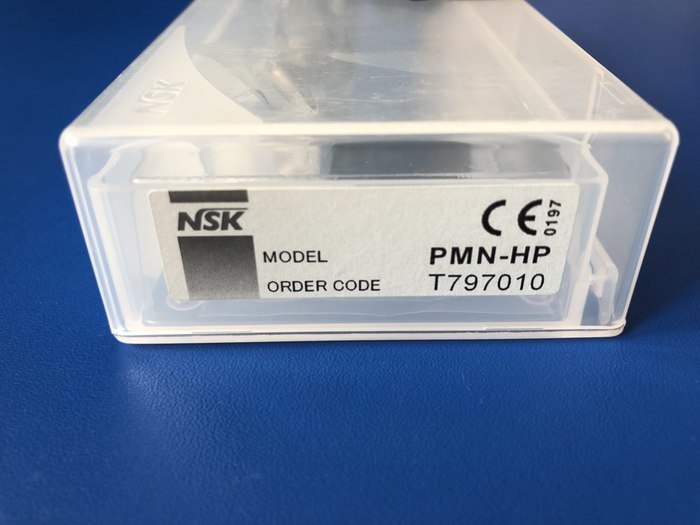 NSK
NSK
CE 0197
MODEL PMN-HP
ORDER CODE T797010